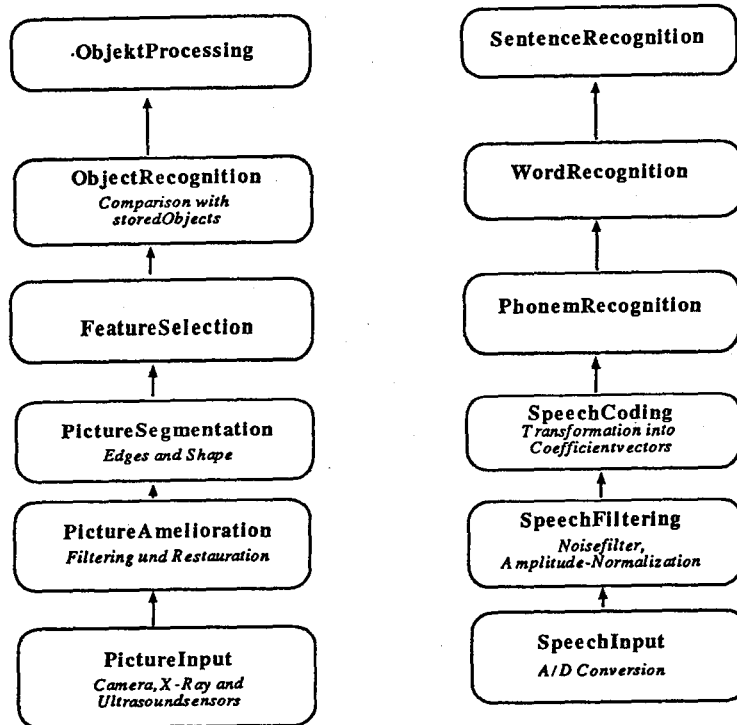 ObjektProcessing
ObjectRecognition
Comparison with
storedObjects
FeatureSelection
PictureSegmentation
Edges and Shape
PictureAmelioration
Filtering und Restauration
PictureInput
Camera, X-Ray and
Ultrasoundsensors
SentenceRecognition
WordRecognition
PhonemRecognition
SpeechCoding
Transformation into
Coefficientvectors
SpeechFiltering
Noisefilter,
Amplitude-Normalization
SpeechInput
A/D Conversion